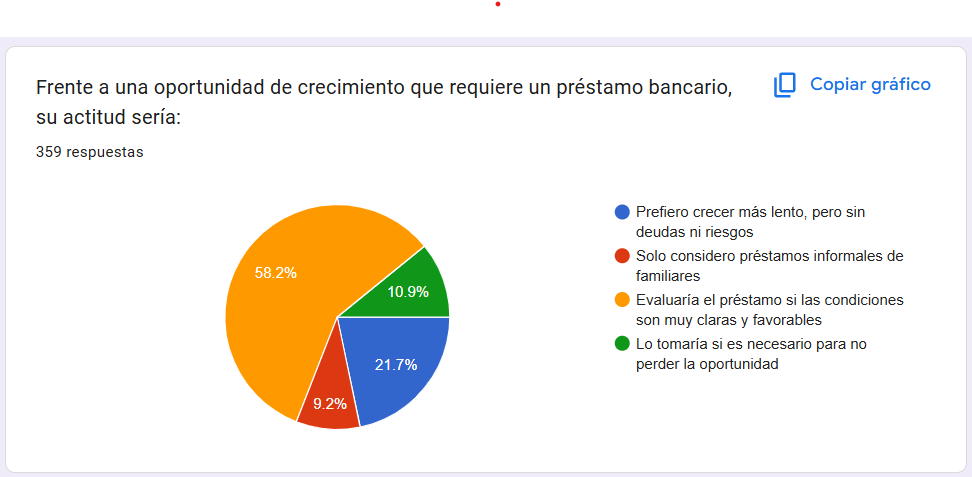 Frente a una oportunidad de crecimiento que requiere un préstamo bancario,
su actitud sería:
Copiar gráfico
359 respuestas
58.2%
10.9%
21.7%
9.2%
Prefiero crecer más lento, pero sin
deudas ni riesgos
Solo considero préstamos informales de
familiares
Evaluaría el préstamo si las condiciones
son muy claras y favorables
Lo tomaría si es necesario para no
perder la oportunidad